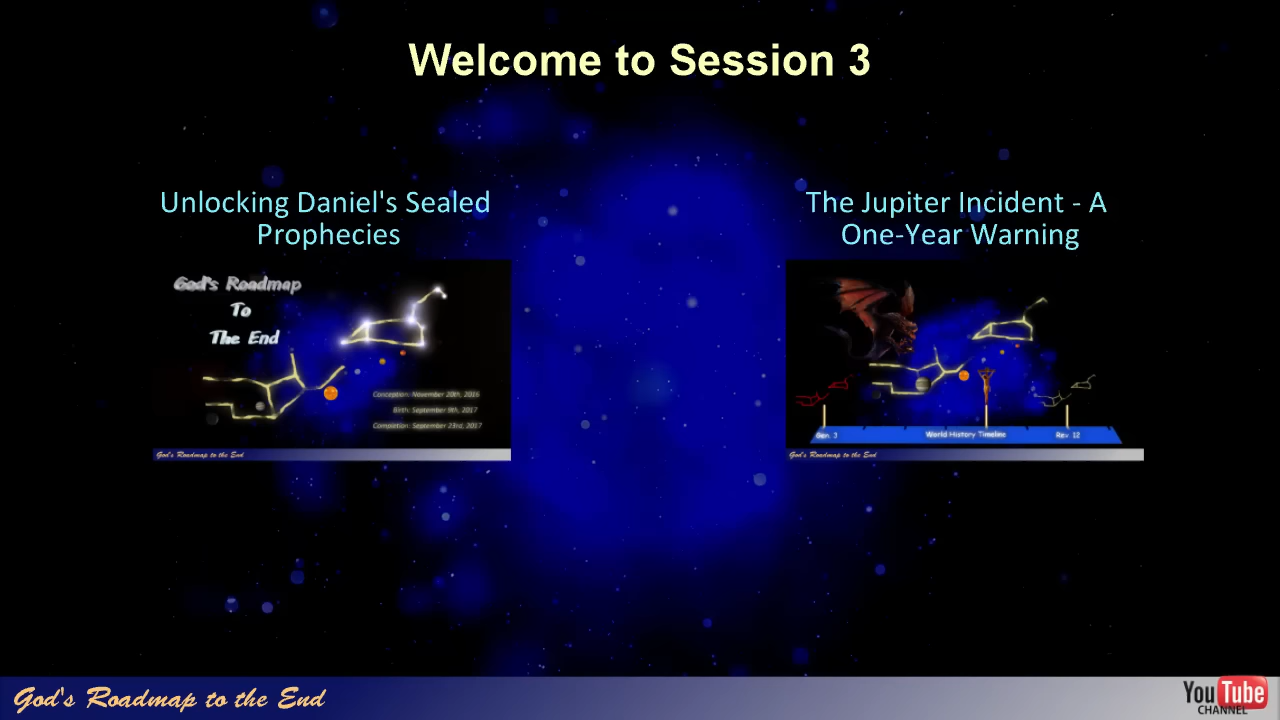 Welcome to Session 3
Unlocking Daniel's Sealed
Prophecies
God's Roadmap
To
The End
Conception: November 20th, 2016
Birth: September 9th, 2017
Completion: September 23rd, 2017
God's Roadmap to the End
The Jupiter Incident - A
One-Year Warning
Gen. 3
World History Timeline
Rev. 12
God's Roadmap to the End
God's Roadmap to the End
YouTube
CHANNEL